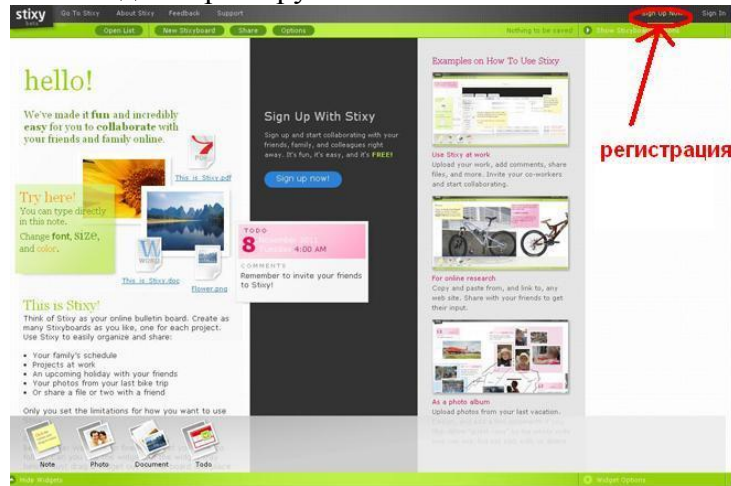 stixy
beta
Go To Stixy
About Stixy
Feedback
Support
Sign Up Now
Sign In
Open List
New Stixyboard
Share
Options
Nothing to be saved
hello!
We've made it fun and incredibly
easy for you to collaborate with
your friends and family online.
This_is_Stixy.pdf
Try here!
You can type directly
in this note.
Change font, size,
and color.
WORD
This_is_Stixy.doc
Flower.png
This is Stixy!
Think of Stixy as your online bulletin board. Create as
many Stixyboards as you like, one for each project.
Use Stixy to easily organize and share:
• Your family's schedule
• Projects at work
• An upcoming holiday with your friends
• Your photos from your last bike trip
• Or share a file or two with a friend
Only you set the limitations for how you want to use
Sign Up With Stixy
Sign up and start collaborating with your
friends, family, and colleagues right
away. It's fun, it's easy, and it's FREE!
Sign up now!
TODO
8
4:00 AM
COMMENTS
Remember to invite your friends
to Stixy!
Examples on How To Use Stixy
Use Stixy at work
Upload your work, add comments, share
files, and more. Invite your co-workers
and start collaborating.
For online research
Copy and paste from, and link to, any
web site. Share with your friends to get
their input.
As a photo album
Upload photos from your last vacation.
регистрация
Note
Photo
Document
Todo
Hide Widgets
Widget Options